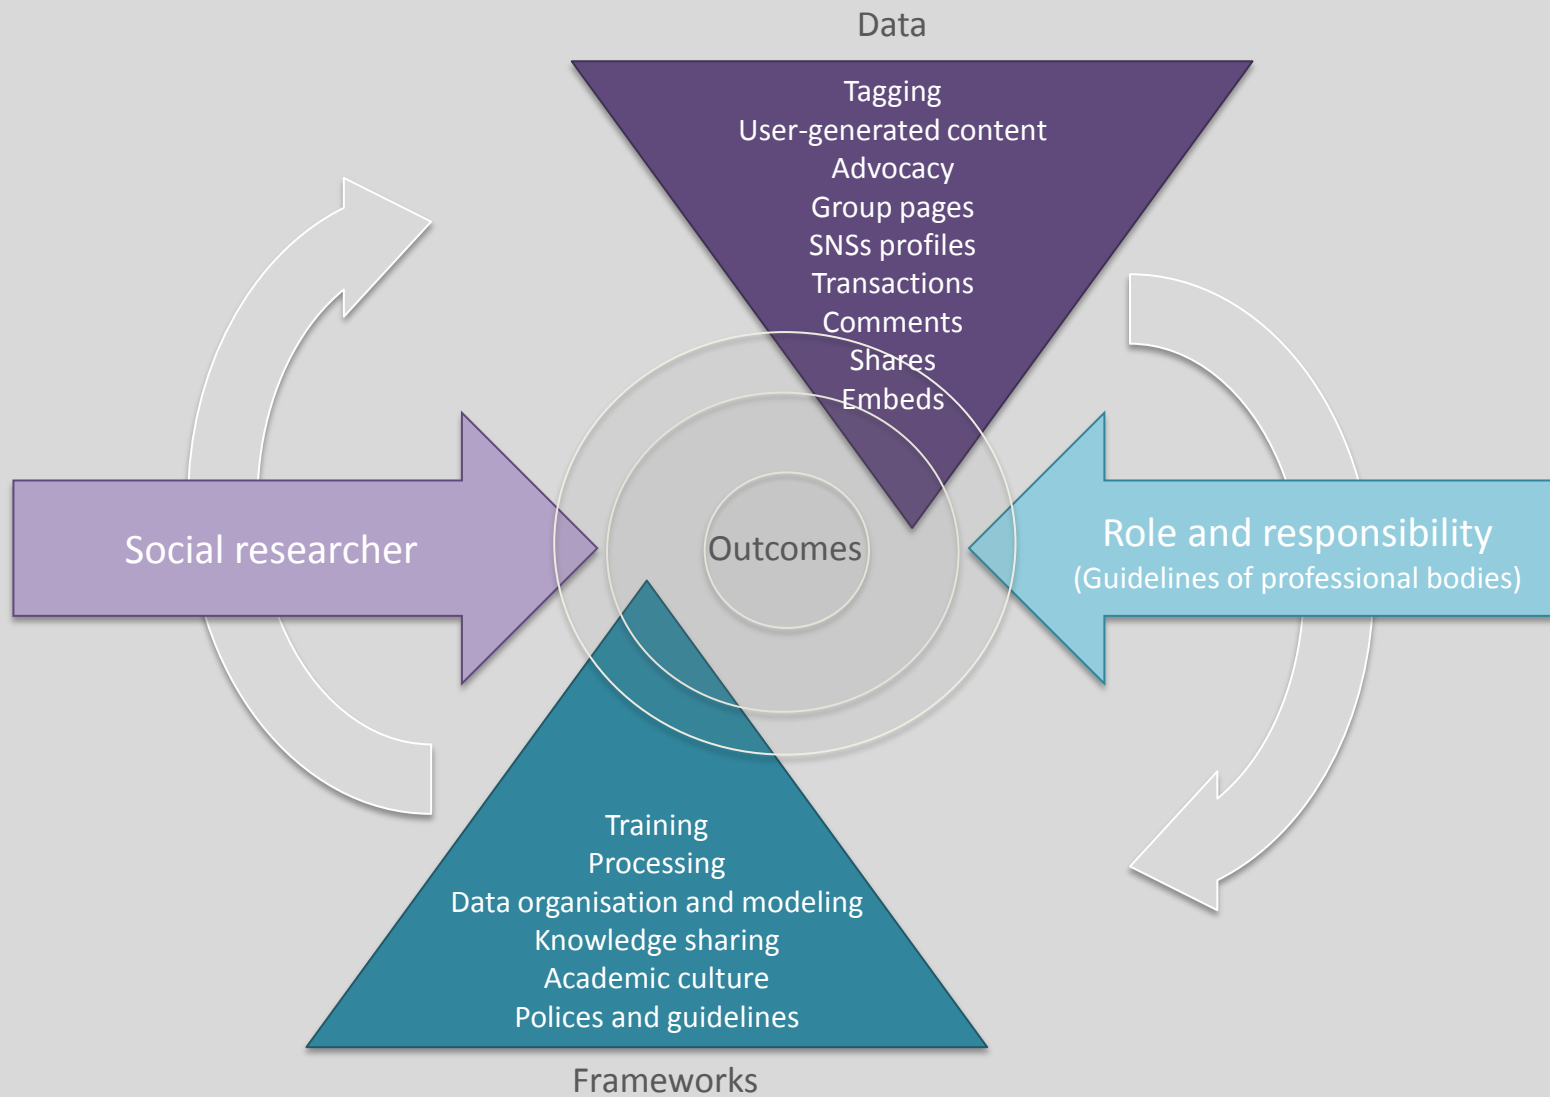 Data
Tagging
User-generated content
Advocacy
Group pages
SNSs profiles
Transactions
Comments
Shares
Embeds
Social researcher
Outcomes
Role and responsibility
(Guidelines of professional bodies)
Training
Processing
Data organisation and modeling
Knowledge sharing
Academic culture
Polices and guidelines
Frameworks